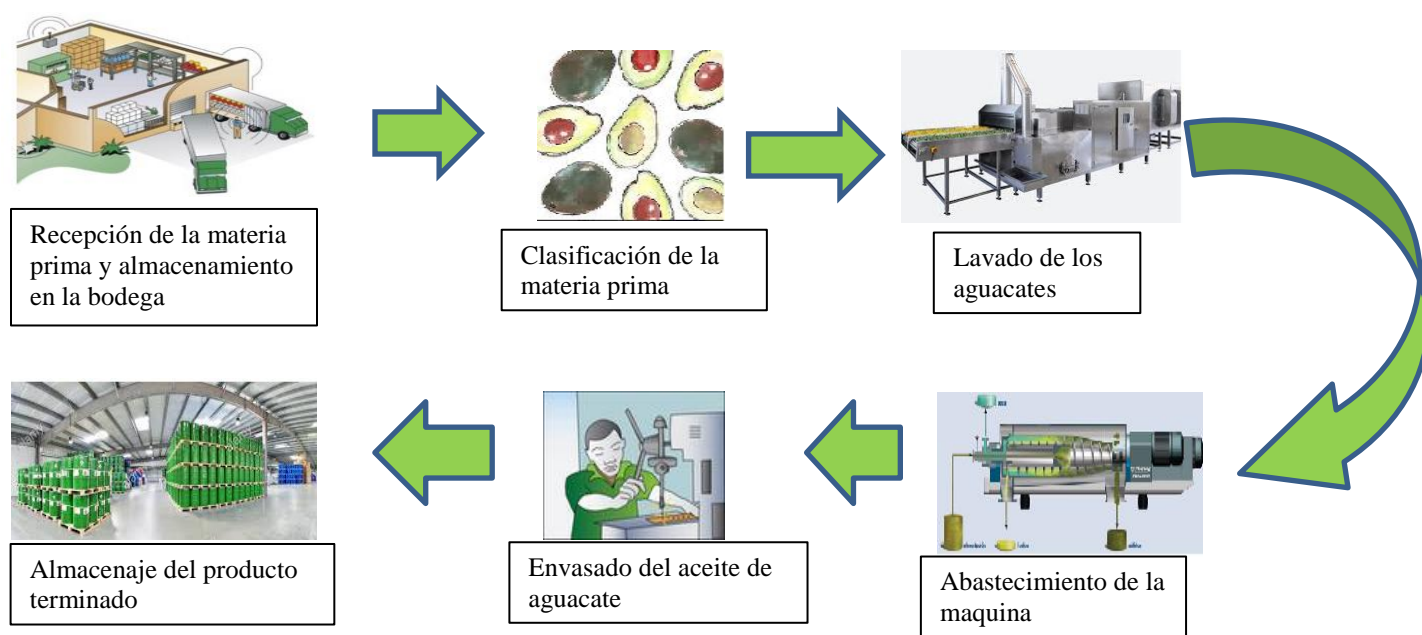 Recepción de la materia
prima y almacenamiento
en la bodega
Clasificación de la
materia prima
Lavado de los
aguacates
Abastecimiento de la
maquina
Envasado del aceite de
aguacate
Almacenaje del producto
terminado